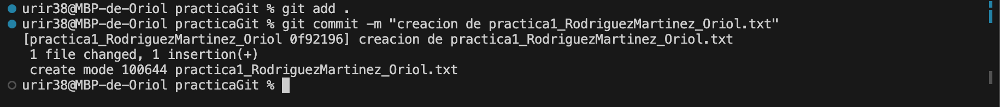 urir38@MBP-de-Oriol practicaGit % git add .
urir38@MBP-de-Oriol practicaGit % git commit -m "creacion de practica1_RodriguezMartinez_Oriol.txt"
[practica1_RodriguezMartinez_Oriol 0f92196] creacion de practica1_RodriguezMartinez_Oriol.txt
 1 file changed, 1 insertion(+)
 create mode 100644 practica1_RodriguezMartinez_Oriol.txt
urir38@MBP-de-Oriol practicaGit %